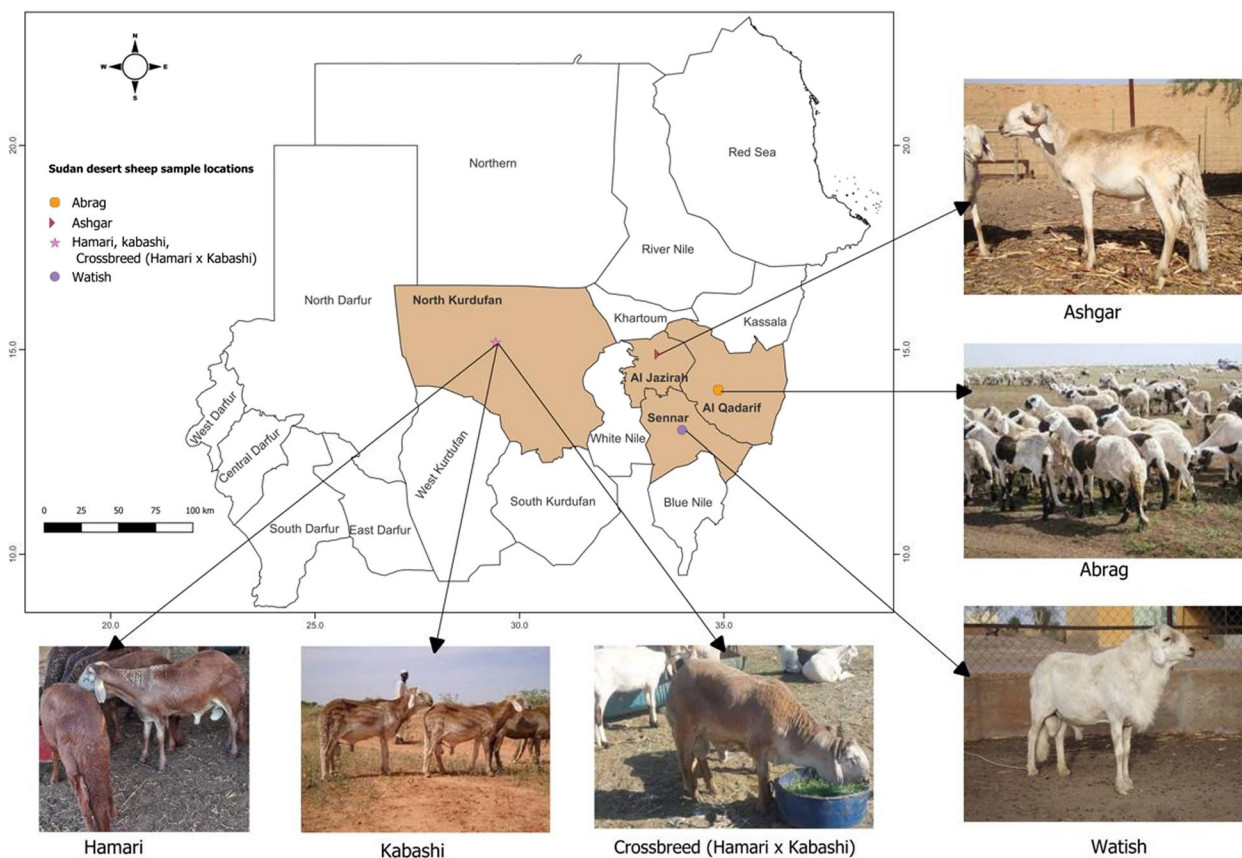 N
W E
S
Sudan desert sheep sample locations
Abrag
Ashgar
Hamari, kabashi,
Crossbreed (Hamari x Kabashi)
Watish
Northern
Red Sea
River Nile
North Darfur
North Kurdufan
Khartoum
Kassala
Al Jazirah
Al Qadarif
Sennar
White Nile
West Darfur
Central Darfur
West Kurdufan
South Kurdufan
Blue Nile
South Darfur
East Darfur
0 25 50 75 100 km
20.0
15.0
10.0
20.0
15.0
10.0
20.0 25.0 30.0 35.0
Ashgar
Abrag
Watish
Hamari
Kabashi
Crossbreed (Hamari x Kabashi)